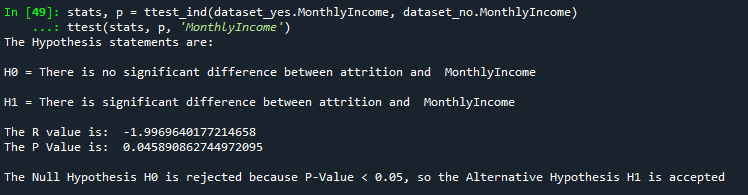 In [49]: stats, p = ttest_ind(dataset_yes.MonthlyIncome, dataset_no.MonthlyIncome)
...: ttest(stats, p, 'MonthlyIncome')
The Hypothesis statements are:
H0 = There is no significant difference between attrition and  MonthlyIncome
H1 = There is significant difference between attrition and  MonthlyIncome
The R value is:  -1.9969640177214658
The P Value is:  0.045890862744972095
The Null Hypothesis H0 is rejected because P-Value < 0.05, so the Alternative Hypothesis H1 is accepted